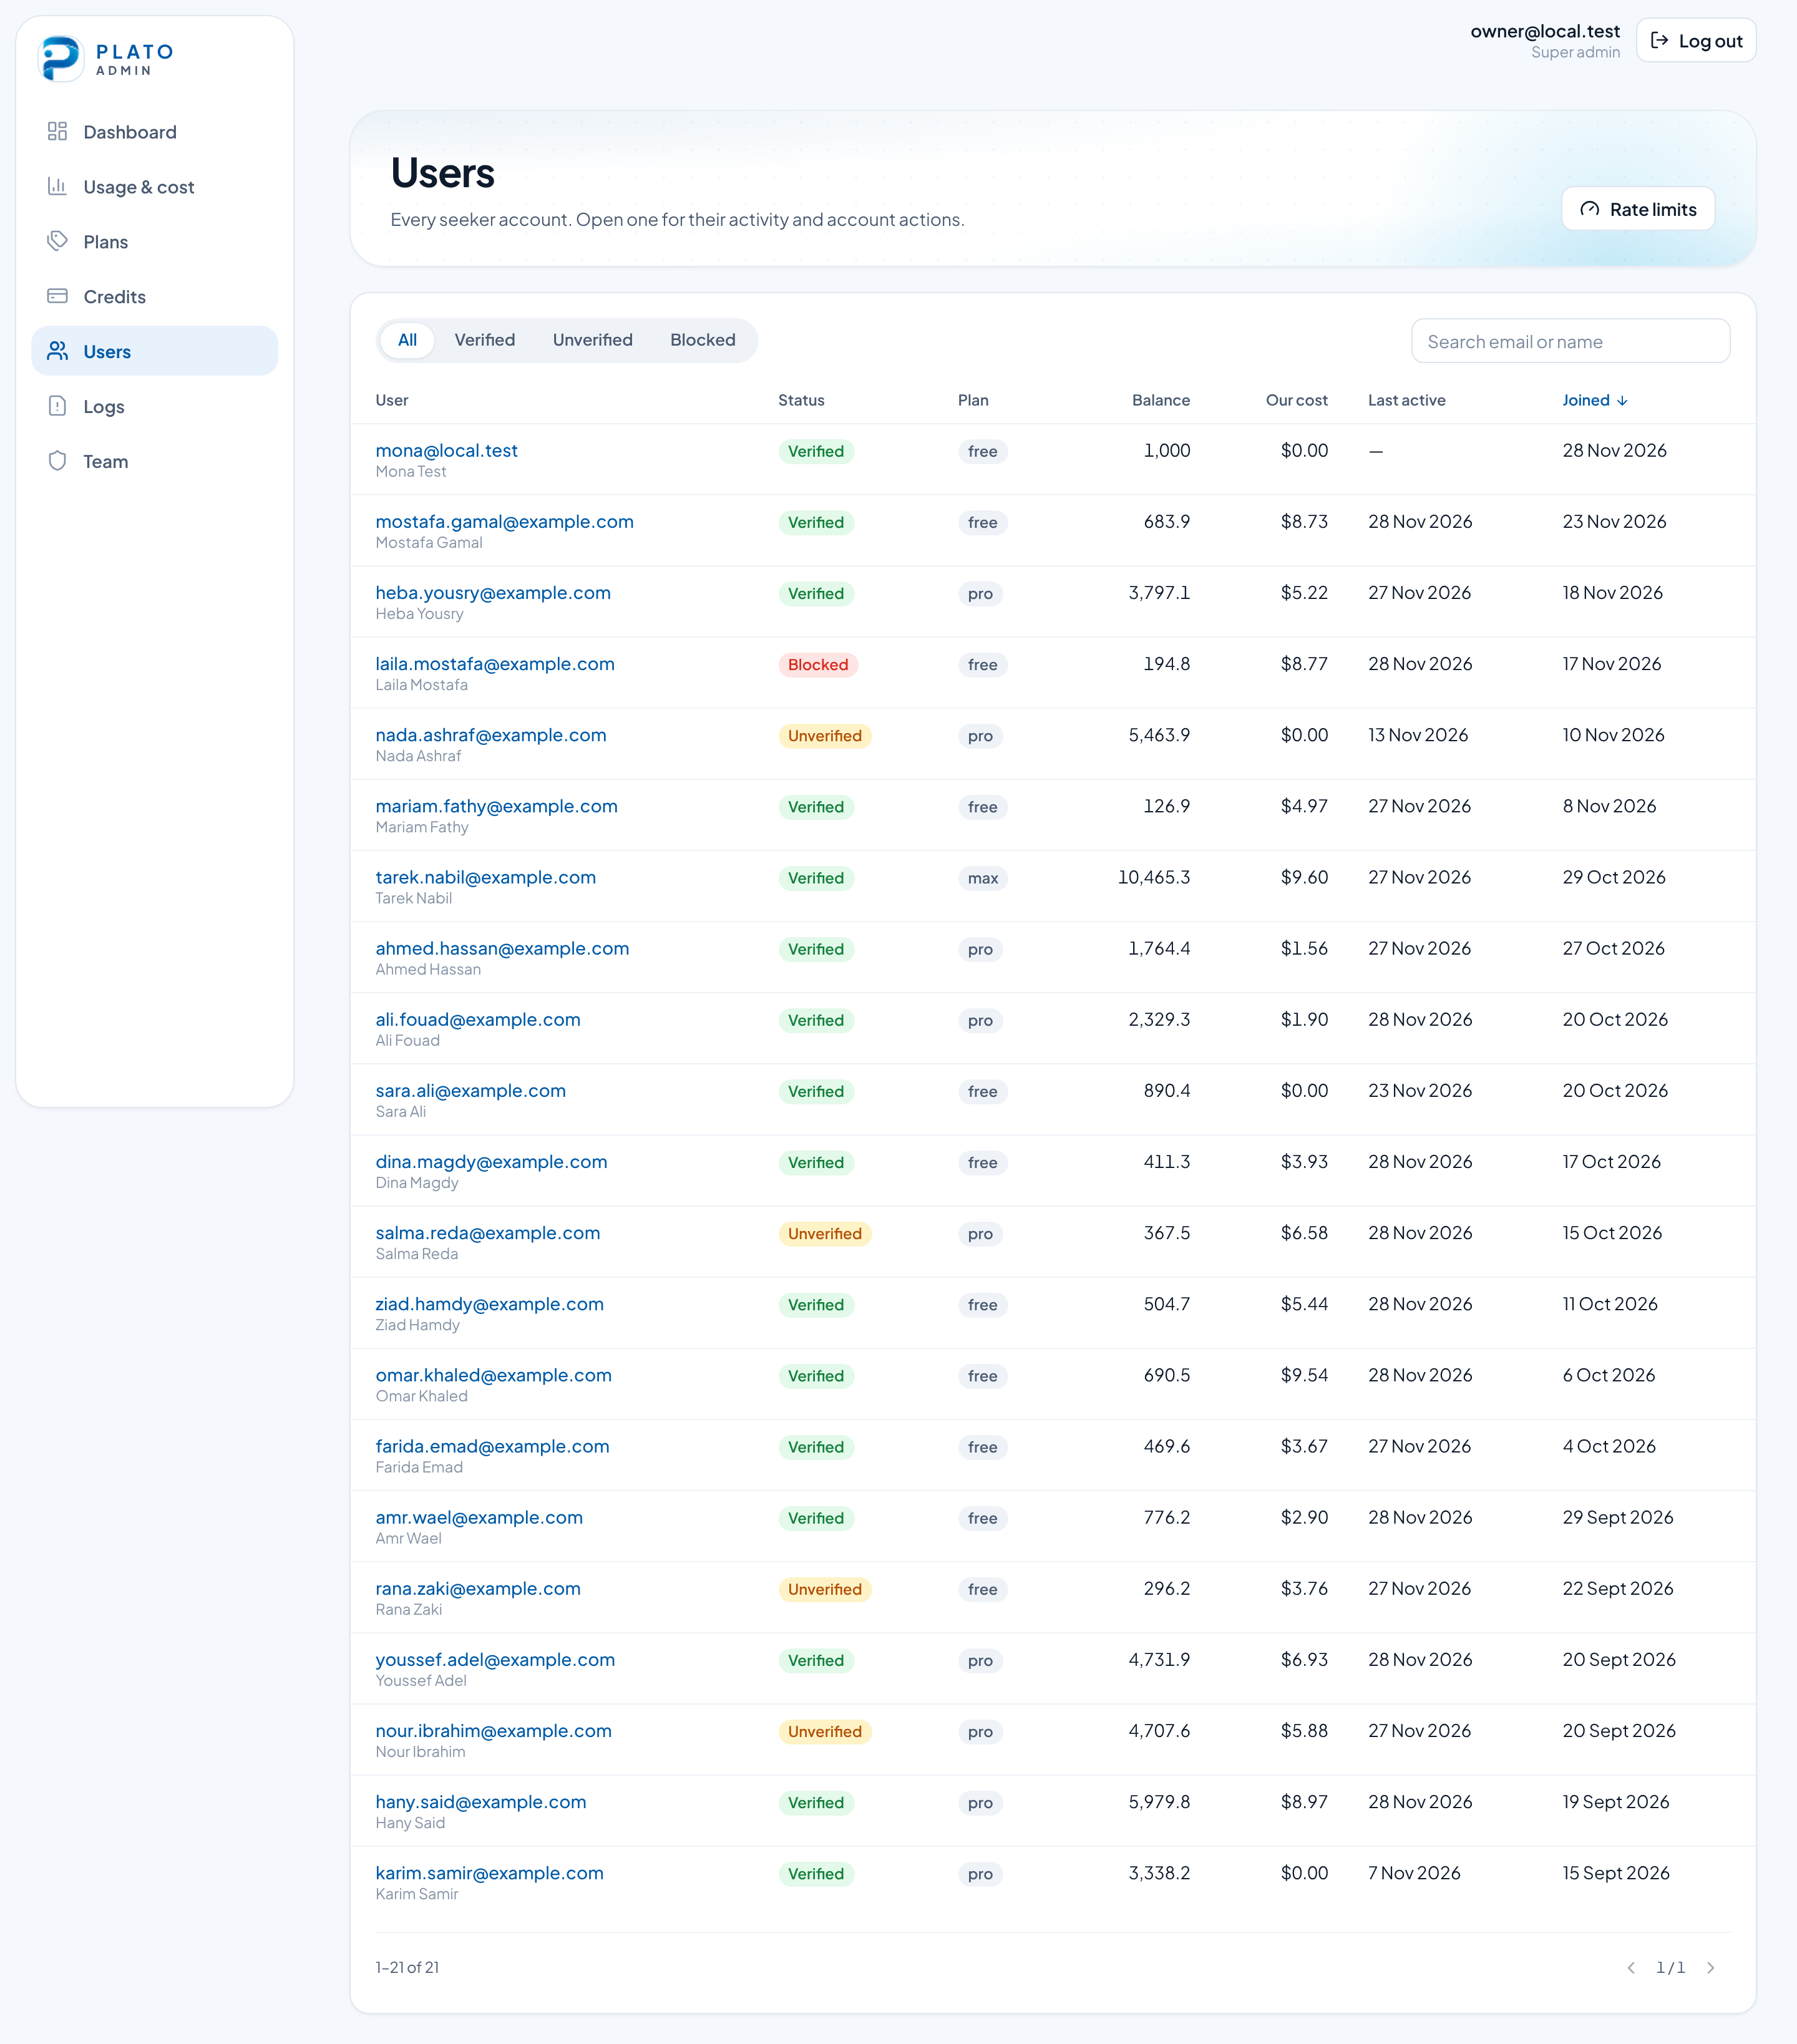 PLATO
ADMIN
Dashboard
Usage & cost
Plans
Credits
Users
Logs
Team
owner@local.test
Super admin
Log out
Users
Every seeker account. Open one for their activity and account actions.
Rate limits
All Verified Unverified Blocked
Search email or name
User Status Plan Balance Our cost Last active Joined ↓
mona@local.test Verified free 1,000 $0.00 — 28 Nov 2026
Mona Test
mostafa.gamal@example.com Verified free 683.9 $8.73 28 Nov 2026 23 Nov 2026
Mostafa Gamal
heba.yousry@example.com Verified pro 3,797.1 $5.22 27 Nov 2026 18 Nov 2026
Heba Yousry
laila.mostafa@example.com Blocked free 194.8 $8.77 28 Nov 2026 17 Nov 2026
Laila Mostafa
nada.ashraf@example.com Unverified pro 5,463.9 $0.00 13 Nov 2026 10 Nov 2026
Nada Ashraf
mariam.fathy@example.com Verified free 126.9 $4.97 27 Nov 2026 8 Nov 2026
Mariam Fathy
tarek.nabil@example.com Verified max 10,465.3 $9.60 27 Nov 2026 29 Oct 2026
Tarek Nabil
ahmed.hassan@example.com Verified pro 1,764.4 $1.56 27 Nov 2026 27 Oct 2026
Ahmed Hassan
ali.fouad@example.com Verified pro 2,329.3 $1.90 28 Nov 2026 20 Oct 2026
Ali Fouad
sara.ali@example.com Verified free 890.4 $0.00 23 Nov 2026 20 Oct 2026
Sara Ali
dina.magdy@example.com Verified free 411.3 $3.93 28 Nov 2026 17 Oct 2026
Dina Magdy
salma.reda@example.com Unverified pro 367.5 $6.58 28 Nov 2026 15 Oct 2026
Salma Reda
ziad.hamdy@example.com Verified free 504.7 $5.44 28 Nov 2026 11 Oct 2026
Ziad Hamdy
omar.khaled@example.com Verified free 690.5 $9.54 28 Nov 2026 6 Oct 2026
Omar Khaled
farida.emad@example.com Verified free 469.6 $3.67 27 Nov 2026 4 Oct 2026
Farida Emad
amr.wael@example.com Verified free 776.2 $2.90 28 Nov 2026 29 Sept 2026
Amr Wael
rana.zaki@example.com Unverified free 296.2 $3.76 27 Nov 2026 22 Sept 2026
Rana Zaki
youssef.adel@example.com Verified pro 4,731.9 $6.93 28 Nov 2026 20 Sept 2026
Youssef Adel
nour.ibrahim@example.com Unverified pro 4,707.6 $5.88 27 Nov 2026 20 Sept 2026
Nour Ibrahim
hany.said@example.com Verified pro 5,979.8 $8.97 28 Nov 2026 19 Sept 2026
Hany Said
karim.samir@example.com Verified pro 3,338.2 $0.00 7 Nov 2026 15 Sept 2026
Karim Samir
1–21 of 21
1 / 1